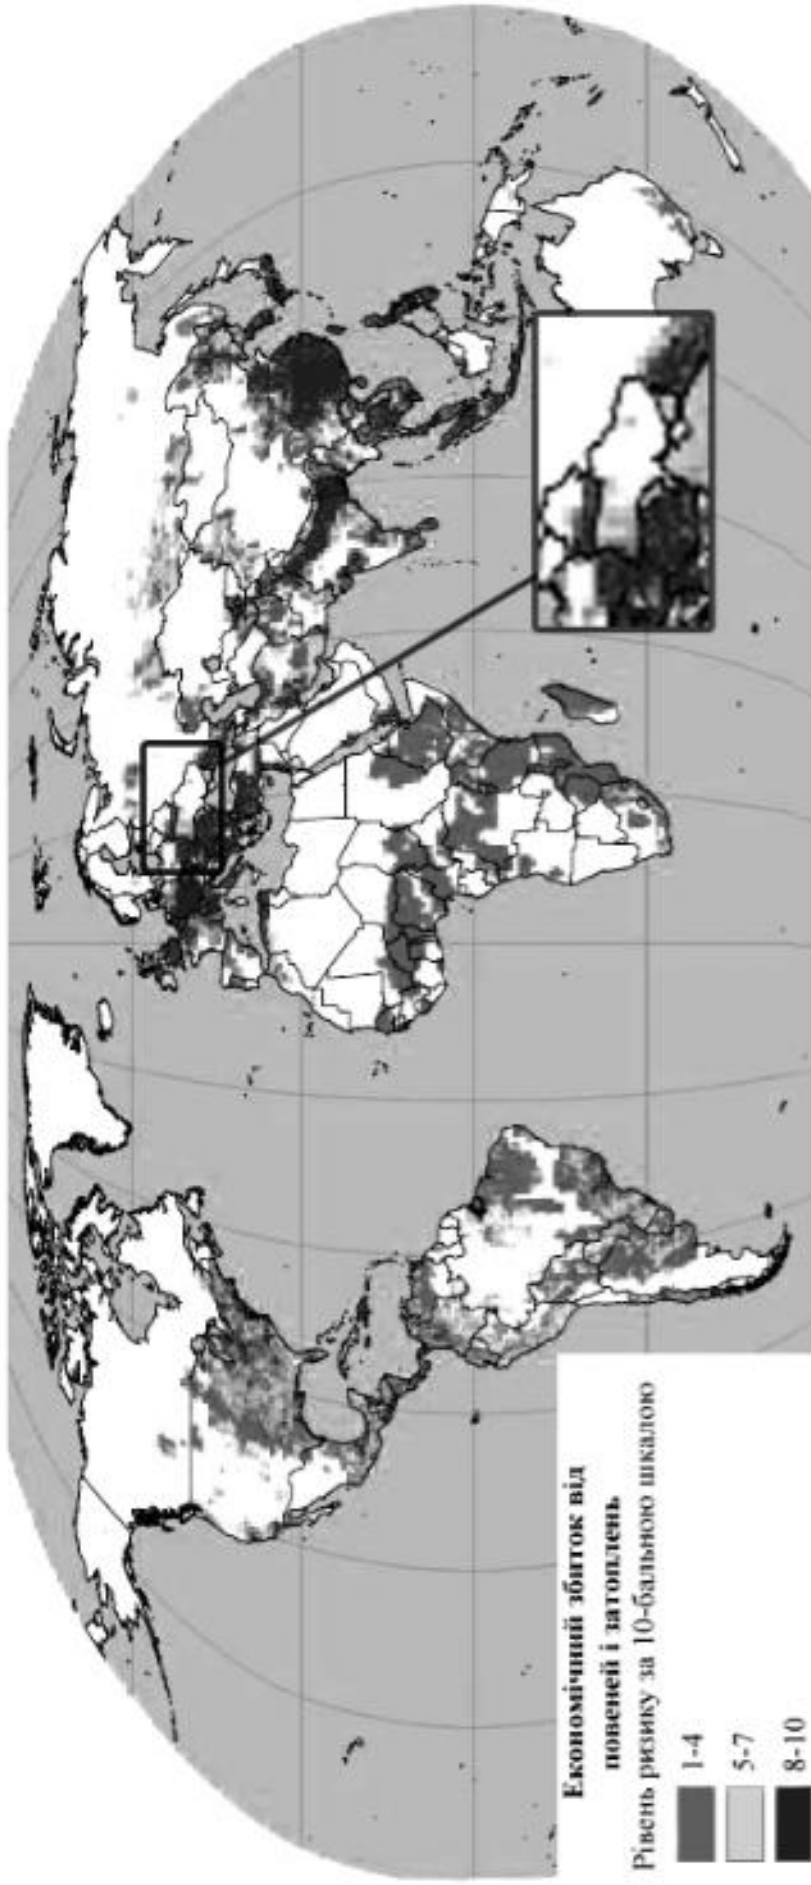 Економічний збиток від
повеней і затоплень
Рівень ризику за 10-бальною шкалою
1-4
5-7
8-10